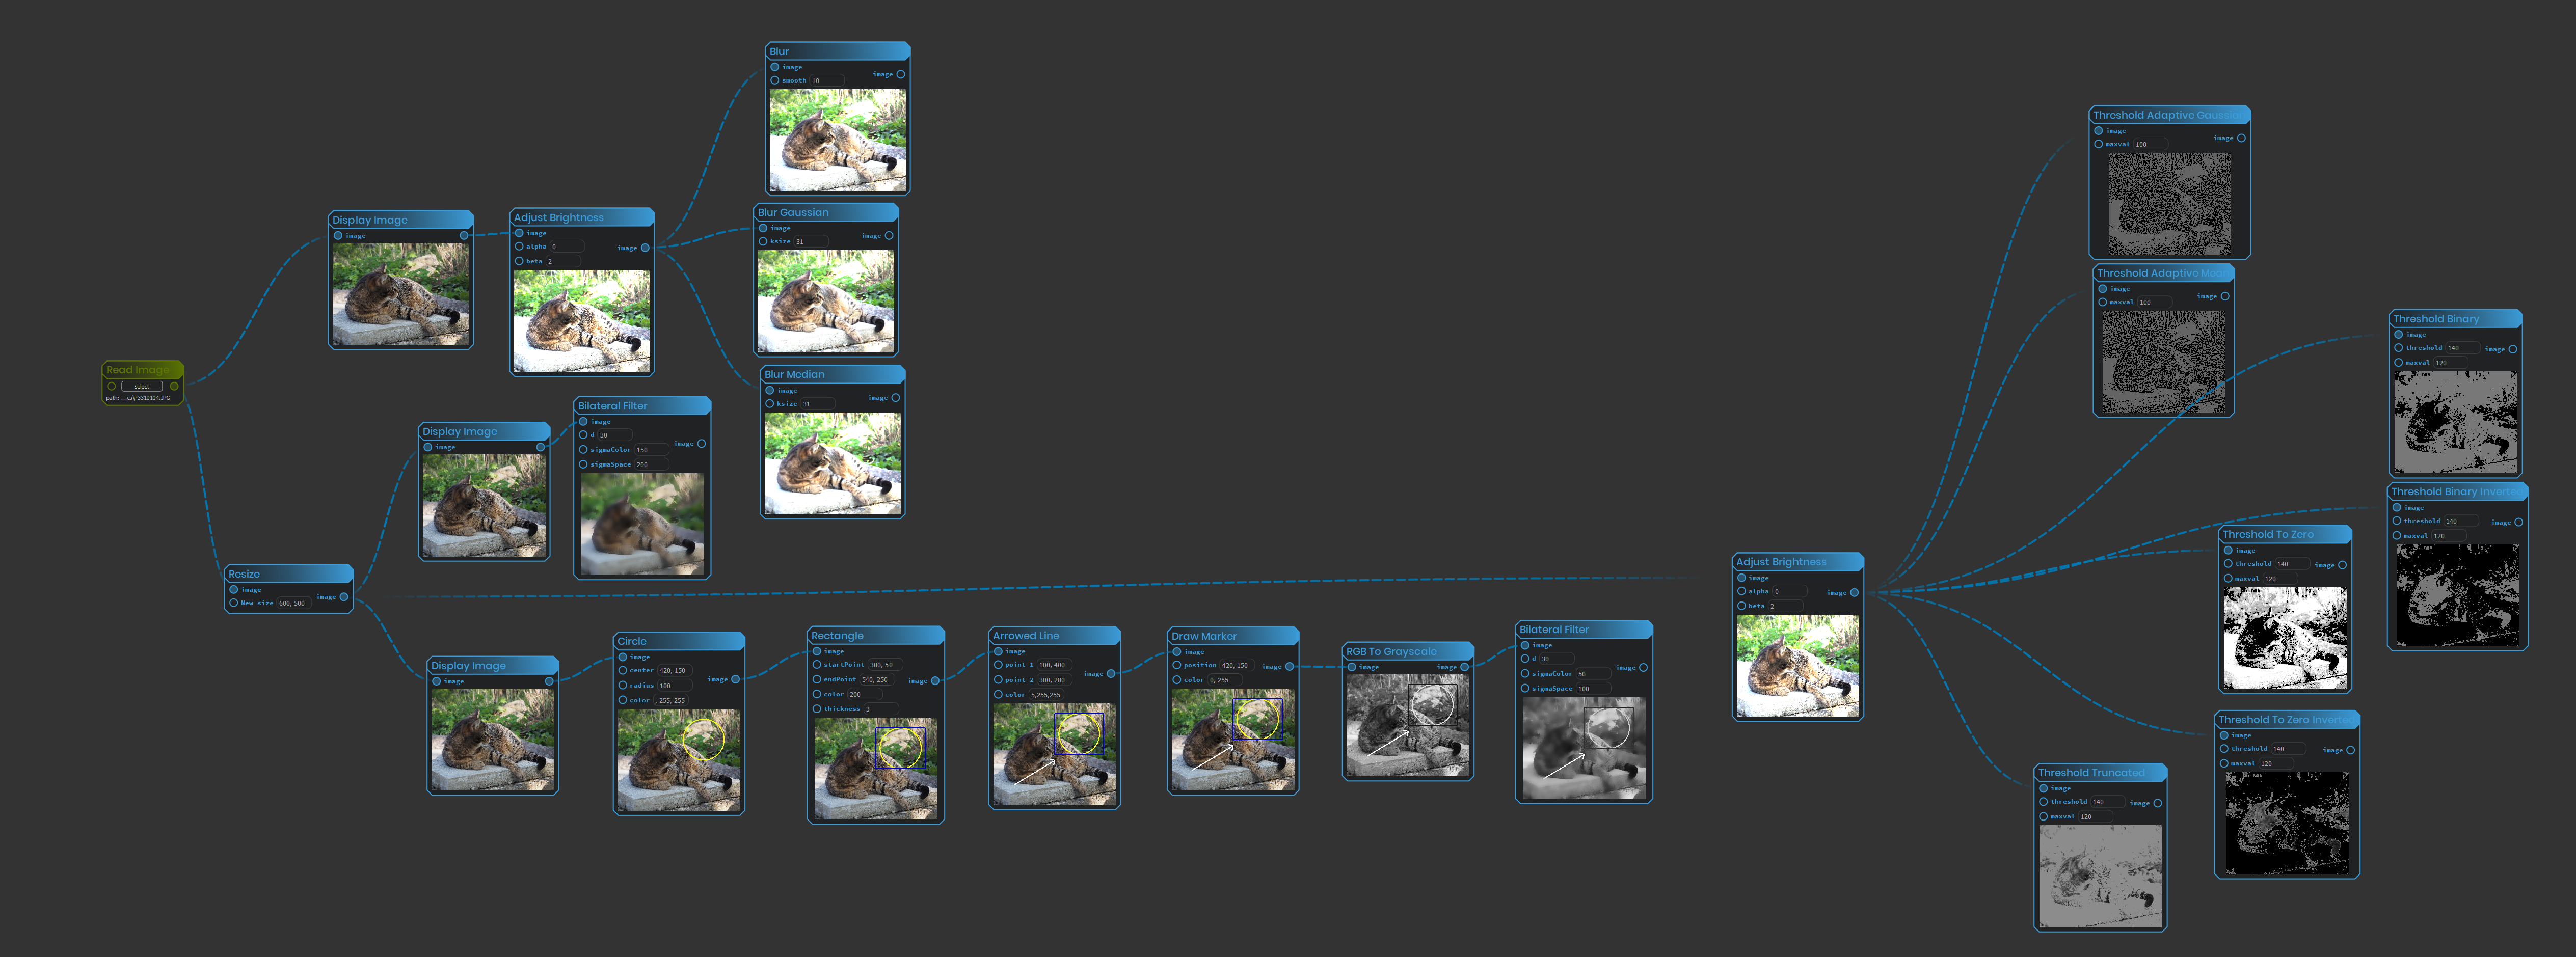 Read Image
Select
path: ...cs\P3310104.JPG
Display Image
image
Adjust Brightness
image
alpha 0
image
beta 2
Blur
image
image
smooth 10
Blur Gaussian
image
image
ksize 31
Blur Median
image
image
ksize 31
Resize
image
image
New size 600, 500
Display Image
image
Bilateral Filter
image
d 30
image
sigmaColor 150
sigmaSpace 200
Display Image
image
Circle
image
center 420, 150
image
radius 100
color , 255, 255
Rectangle
image
startPoint 300, 50
endPoint 540, 250
image
color 200
thickness 3
Arrowed Line
image
point 1 100, 400
image
point 2 300, 280
color 5,255,255
Draw Marker
image
position 420, 150
image
color 0, 255
RGB To Grayscale
image
image
Bilateral Filter
image
d 30
image
sigmaColor 50
sigmaSpace 100
Adjust Brightness
image
alpha 0
image
beta 2
Threshold Adaptive Gaussian
image
image
maxval 100
Threshold Adaptive Mean
image
image
maxval 100
Threshold Binary
image
threshold 140
image
maxval 120
Threshold Binary Inverte
image
threshold 140
image
maxval 120
Threshold To Zero
image
threshold 140
image
maxval 120
Threshold To Zero Inverte
image
threshold 140
image
maxval 120
Threshold Truncated
image
threshold 140
image
maxval 120